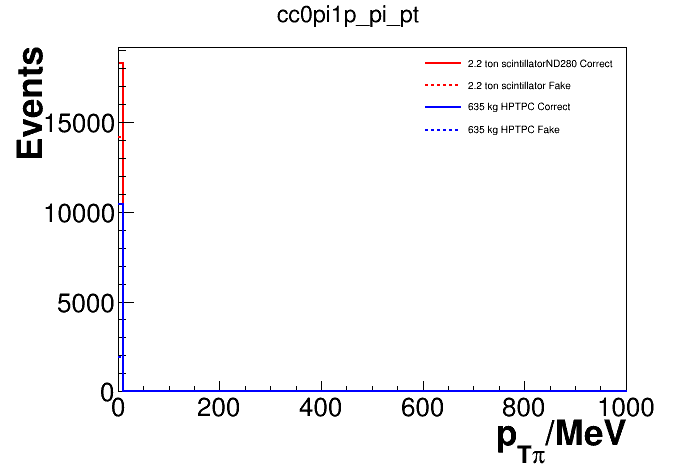 cc0pi1p_pi_pt
Events
15000
10000
5000
0
2.2 ton scintillatorND280 Correct
2.2 ton scintillator Fake
635 kg HPTPC Correct
635 kg HPTPC Fake
0 200 400 600 800 1000
pTπ/MeV